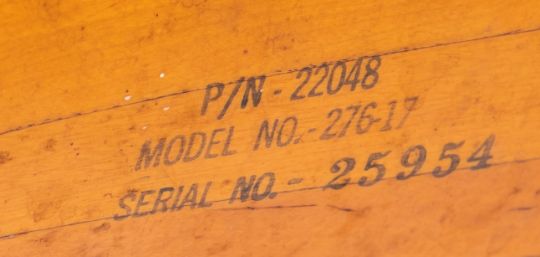 P/N - 22048
MODEL NO. - 276-17
SERIAL NO. - 25954